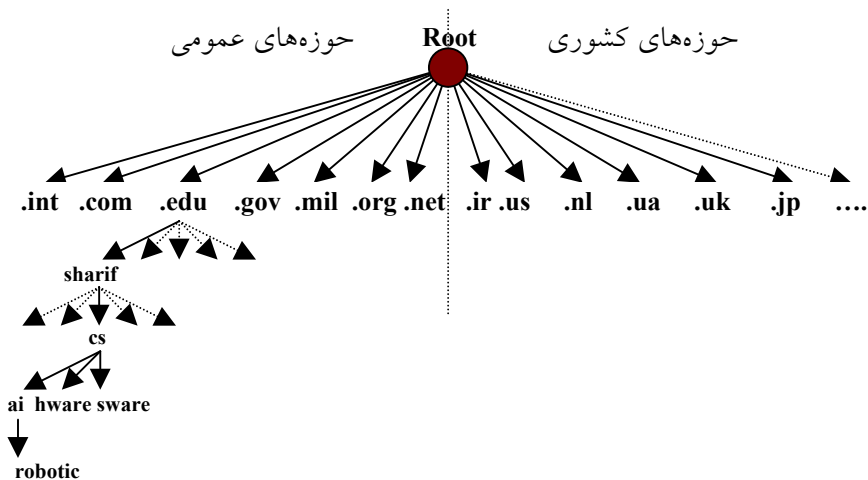 حوزه‌های عمومی
Root
حوزه‌های کشوری
.int .com .edu .gov .mil .org .net .ir .us .nl .ua .uk .jp ….
sharif
cs
ai hware sware
robotic